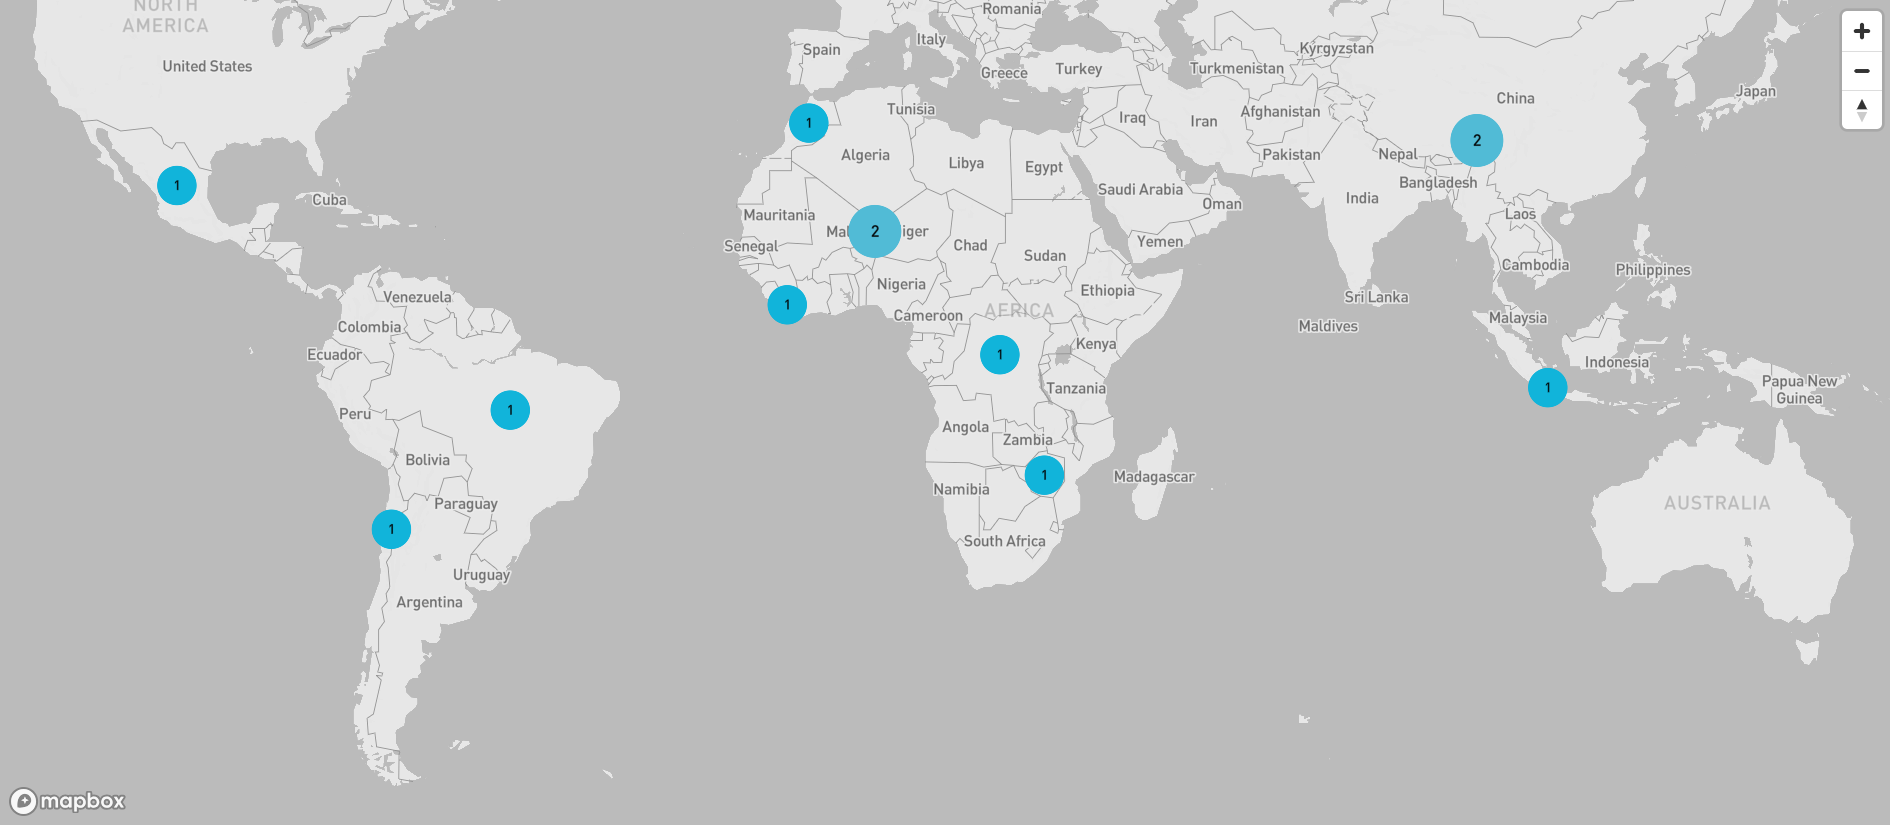 NORTH
AMERICA
United States
Cuba
Venezuela
Colombia
Ecuador
Peru
Bolivia
Paraguay
Uruguay
Argentina
1
1
1
Romania
Italy
Spain
Greece
Turkey
Tunisia
1
Algeria
Libya
Egypt
Iraq
Iran
Saudi Arabia
Oman
Yemen
Mauritania
2
iger
Senegal
Chad
Sudan
Nigeria
Ethiopia
1
Cameroon
AFRICA
1
Kenya
Tanzania
Angola
Zambia
1
Namibia
Madagascar
South Africa
Kyrgyzstan
Turkmenistan
Afghanistan
Pakistan
China
2
Nepal
Bangladesh
India
Japan
Laos
Cambodia
Philippines
Sri Lanka
Maldives
Malaysia
Indonesia
1
Papua New
Guinea
AUSTRALIA
mapbox